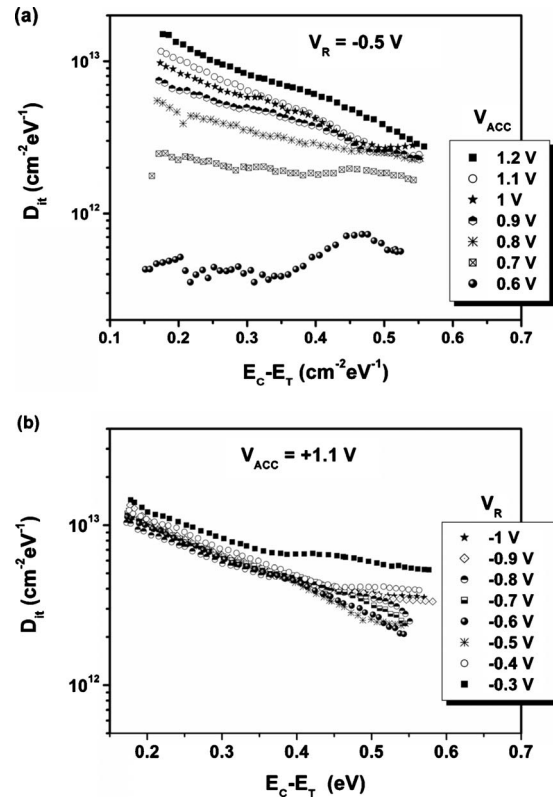 (a)
V_R = -0.5 V
10¹³
10¹²
D_it (cm⁻²eV⁻¹)
V_ACC
1.2 V
1.1 V
1 V
0.9 V
0.8 V
0.7 V
0.6 V
0.1 0.2 0.3 0.4 0.5 0.6 0.7
E_C-E_T (cm⁻²eV⁻¹)
(b)
V_ACC = +1.1 V
10¹³
10¹²
D_it (cm⁻²eV⁻¹)
V_R
-1 V
-0.9 V
-0.8 V
-0.7 V
-0.6 V
-0.5 V
-0.4 V
-0.3 V
0.2 0.3 0.4 0.5 0.6 0.7
E_C-E_T (eV)